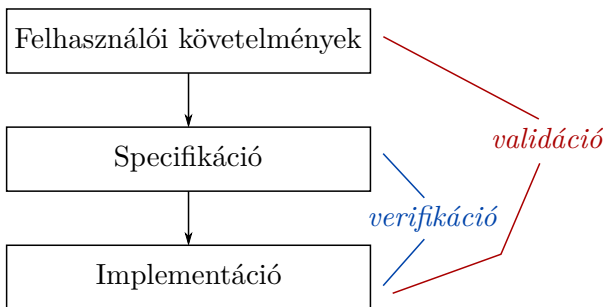 Felhasználói követelmények
validáció
Specifikáció
verifikáció
Implementáció